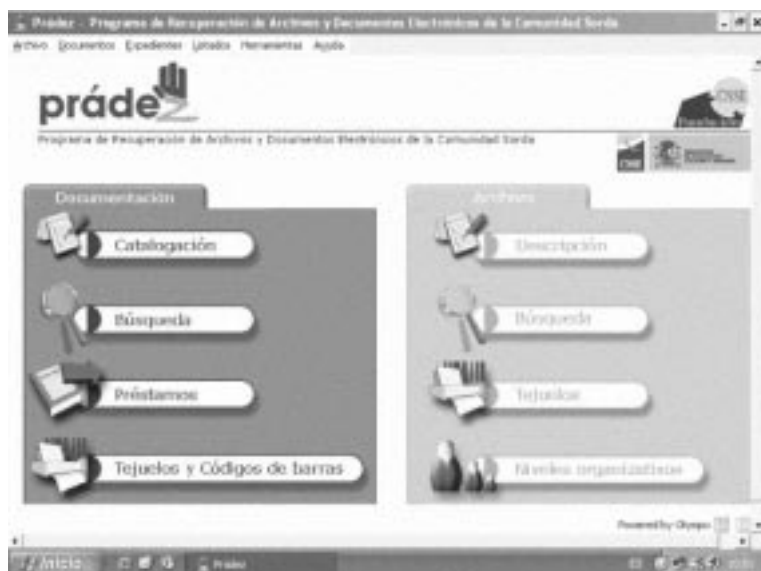 Prádez - Programa de Recuperación de Archivos y Documentos Electrónicos de la Comunidad Sorda
Archivo Documentos Expedientes Listados Herramientas Ayuda
prádez
Programa de Recuperación de Archivos y Documentos Electrónicos de la Comunidad Sorda
CNSE
CNSE
Documentación
Archivos
Catalogación
Descripción
Búsqueda
Búsqueda
Préstamos
Tejuelos
Tejuelos y Códigos de barras
Niveles organizativos
Powered by
Inicio
Prádez